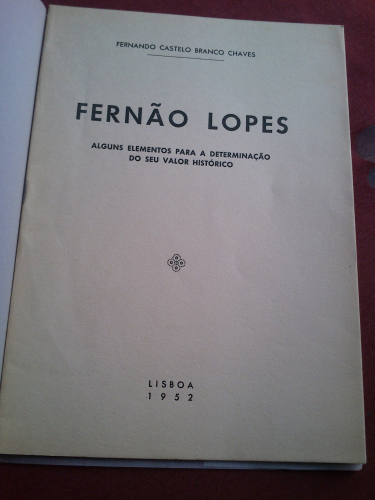 FERNANDO CASTELO BRANCO CHAVES
FERNÃO LOPES
ALGUNS ELEMENTOS PARA A DETERMINAÇÃO
DO SEU VALOR HISTÓRICO
LISBOA
1952